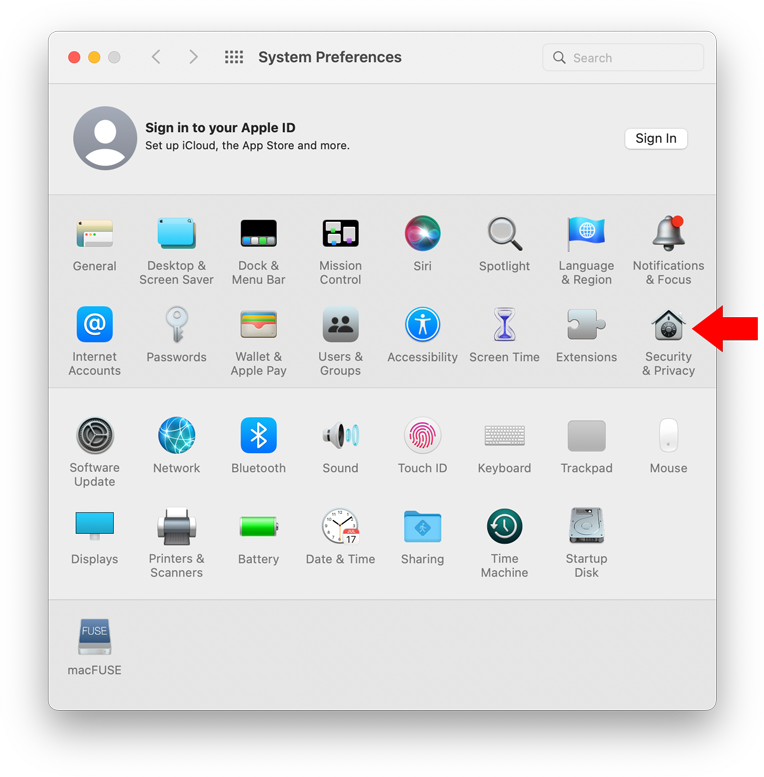 System Preferences
Search
Sign in to your Apple ID
Set up iCloud, the App Store and more.
Sign In
General
Desktop &
Screen Saver
Dock &
Menu Bar
Mission
Control
Siri
Spotlight
Language
& Region
Notifications
& Focus
Internet
Accounts
Passwords
Wallet &
Apple Pay
Users &
Groups
Accessibility
Screen Time
Extensions
Security
& Privacy
Software
Update
Network
Bluetooth
Sound
Touch ID
Keyboard
Trackpad
Mouse
Displays
Printers &
Scanners
Battery
17
Date & Time
Sharing
Time
Machine
Startup
Disk
FUSE
macFUSE